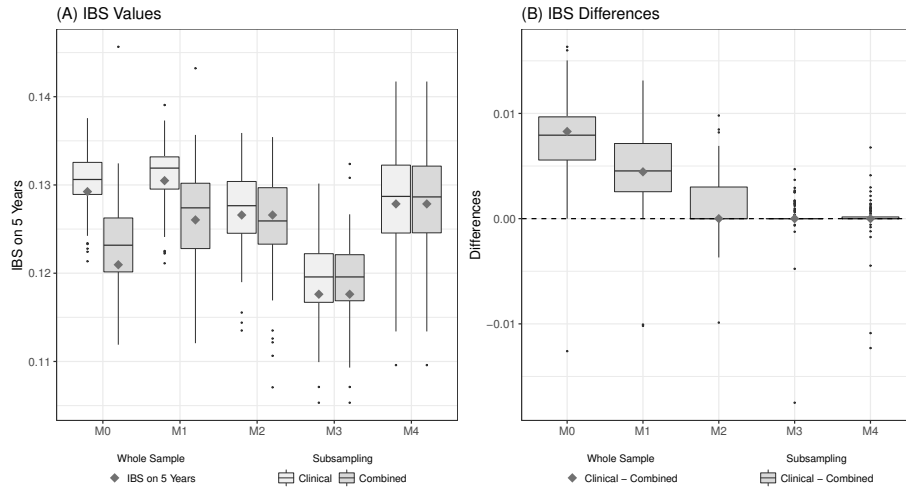 (A) IBS Values
IBS on 5 Years
0.14
0.13
0.12
0.11
M0 M1 M2 M3 M4
Whole Sample Subsampling
IBS on 5 Years Clinical Combined
(B) IBS Differences
Differences
0.01
0.00
−0.01
M0 M1 M2 M3 M4
Whole Sample Subsampling
Clinical − Combined Clinical − Combined